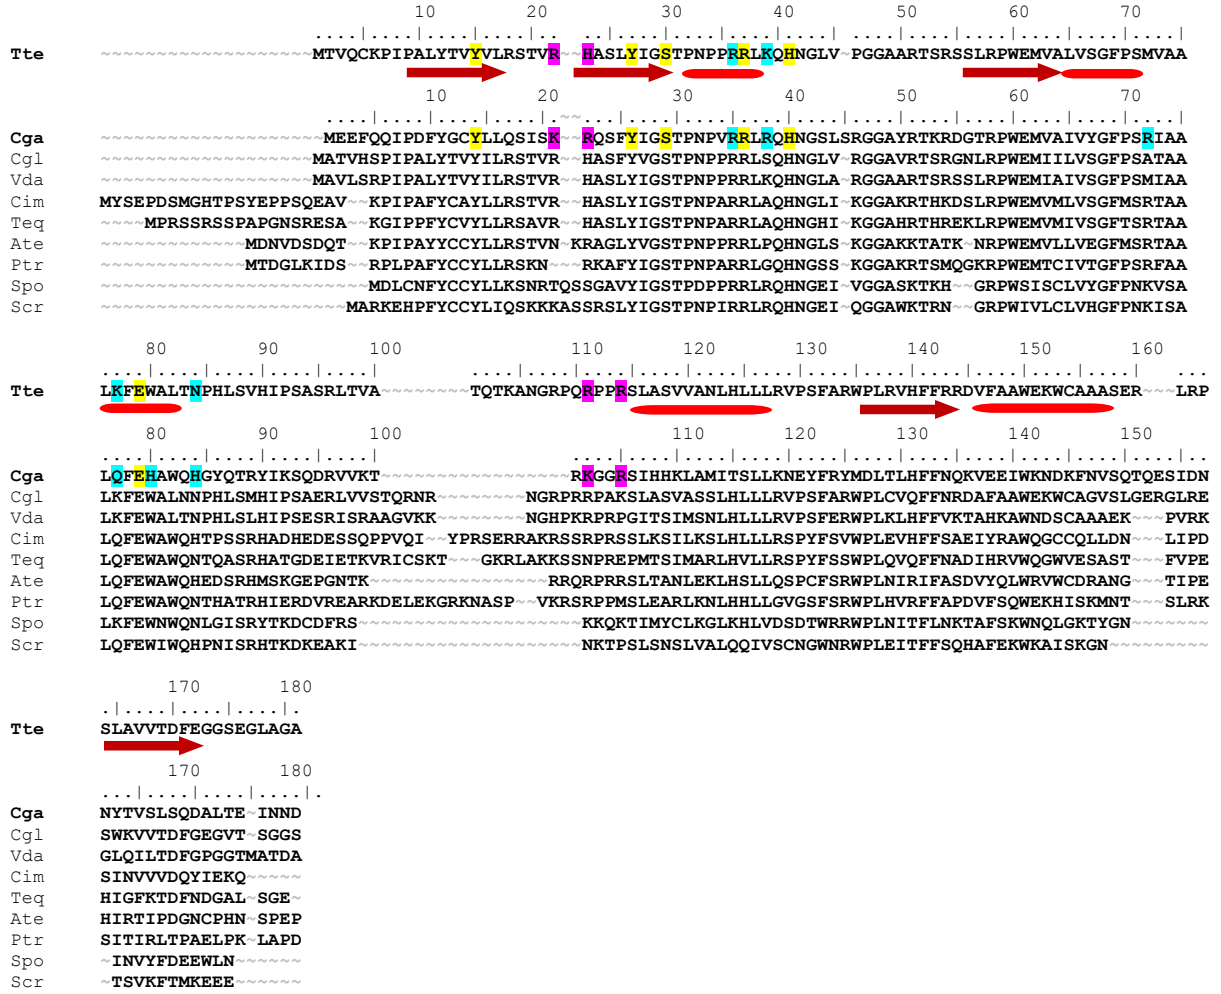 10 20 30 40 50 60 70
....|....|....|....|....|....|....|....|....|....|....|....|....|....|....|
Tte ~~~~~~~~~~~~~~~~~~~MTVQCKPIPALYTVYVLRSTVR~~HASLYIGSTPNPPRRLKQHNGLV~PGGAARTSRSSLRPWEMVALVSGFPSMVAA
10 20 30 40 50 60 70
Cga ~~~~~~~~~~~~~~~~~~~~MEEFQQIPDFYGCYLLQSISKRQSFYIGSTPNPVRRLRQHNGSLSRGGAYRTKRDGTRPWEMVAIVYGFPSRIAA
Cgl ~~~~~~~~~~~~~~~~~~~MATVHSPIPALYTVYILRSTVR~~HASFYVGSTPNPPRRLSQHNGLV~RGGAVRTSRGNLRPWEMIILVSGFPSATAA
Vda ~~~~~~~~~~~~~~~~~~~MAVLSRPIPALYTVYILRSTVR~~HASLYIGSTPNPPRRLKQHNGLA~RGGAARTSRSSLRPWEMIAIVSGFPSMIAA
Cim MYSEPDSMGHTPSYEPPSQEAV~~KPIPAFYCAYLLRSTVR~~HASLYIGSTPNPARRLAQHNGLI~KGGAKRTHKDSLRPWEMVMLVSGFMSRTAA
Teq ~~~~MPRSSRSSPAPGNSRESA~~KGIPPFYCVYLLRSAVR~~HASLYIGSTPNPARRLAQHNGHI~KGGAHRTHREKLRPWEMVMIVSGFTSRTAA
Ate ~~~~~~~~~~~~~MDNVDSDQT~~KPIPAYYCCYLLRSTVN~KRAGLYVGSTPNPARRLPQHNGLS~KGGAKKTATK~NRPWEMVLLVEGFMSRTAA
Ptr ~~~~~~~~~~~~~MTDGLKIDS~~RPLPAFYCCYLLRSKN~~~RKAFYIGSTPNPARRLGQHNGSS~KGGAKRTSMQGKRPWEMTCIVTGFPSRFAA
Spo ~~~~~~~~~~~~~~~~~~~~~~~~MDLCNFYCCYLLKSNRTQSSGAVYIGSTPDPPRRLRQHNGEI~VGGASKTKH~~GRPWSISCLVYGFPNKVSA
Scr ~~~~~~~~~~~~~~~~~~~~~~MARKEHPFYCCYLIQSKKKASSRSLYIGSTPNPIRRLRQHNGEI~QGGAWKTRN~~GRPWIVLCLVHGFPNKISA
80 90 100 110 120 130 140 150 160
Tte LKFEWALTNPHLSVHIPSASRLTVA~~~~~~~~TQTKANGRPQRPPRSLASVVANLHLLLRVPSFARWPLRVHFFRRDVFAAWEKWCAAASER~~~LRP
80 90 100 110 120 130 140 150
Cga LQFEHAWQHGYQTRYIKSQDRVVKT~~~~~~~~~~~~~~~~~RKGGRSIHHKLAMITSLLKNEYFRYMDLTLHFFNQKVEEIWKNDKFNVSQTQESIDN
Cgl LKFEWALNNPHLSMHIPSAERLVVSTQRNR~~~~~~~~NGRPRRPAKSLASVASSLHLLLRVPSFARWPLCVQFFNRDAFAAWEKWCAGVSLGERGLRE
Vda LKFEWALTNPHLSLHIPSESRISRAAGVKK~~~~~~~~NGHPKRPRPGITSIMSNLHLLLRVPSFERWPLKLHFFVKTAHKAWNDSCAAAEK~~~PVRK
Cim LQFEWAWQHTPSSRHADHEDESSQPPVQI~~YPRSERRAKRSSRPRSSLKSILKSLHLLLRSPYFSVWPLEVHFFSAEIYRAWQGCCQLLDN~~~LIPD
Teq LQFSWAWQNTQASRHATGDEIETKVRICSKT~~~GKRLAKKSSNPREPMTSIMARLHVLLRSPYFSSWPLQVQFFNADIHRVWQGWVESAST~~~FVPE
Ate LQFEWAWQHEDSRHMSKGEPGNTK~~~~~~~~~~~~~~~~RRQRPRRSLTANLEKLHSLLQSPCFSRWPLNIRIFASDVYQLWRVWCDRANG~~~TIPE
Ptr LQFEWAWQNTHATRHIERDVREARKDELEKGRKNASP~~VKRSRPPMSLEARLKNLHHLLGVGSFSRWPLHVRFFAPDVFSQWEKHISKMNT~~~SLRK
Spo LKFEWNWQNLGISRYTKDCDFRS~~~~~~~~~~~~~~~~~~~~KKQKTIMYCLKGLKHLVDSDTWRRWPLNITFLNKTAFSKWNQLGKTYGN~~~~~~~
Scr LQFEWIWQHPNISRHTKDKEAKI~~~~~~~~~~~~~~~~~~~~NKTPSLSNSLVALQQIVSCNGWNRWPLEITFFSQHAFEKWKAISKGN~~~~~~~~~
170 180
.|....|....|....|.
Tte SLAVVTDFEGGSEGLAGA
170 180
...|....|....|....|.
Cga NYTVSLSQDALTE~INND
Cgl SWKVVTDFGEGVT~SGGS
Vda GLQILTDFGPGGTMATDA
Cim SINVVVDQYIEKQ~~~~~
Teq HIGFKTDFNDGAL~SGE~
Ate HIRTIPDGNCPHN~SPEP
Ptr SITIRLTPAELPK~LAPD
Spo ~INVYFDEEWLN~~~~~~
Scr ~TSVKFTMKEEE~~~~~~